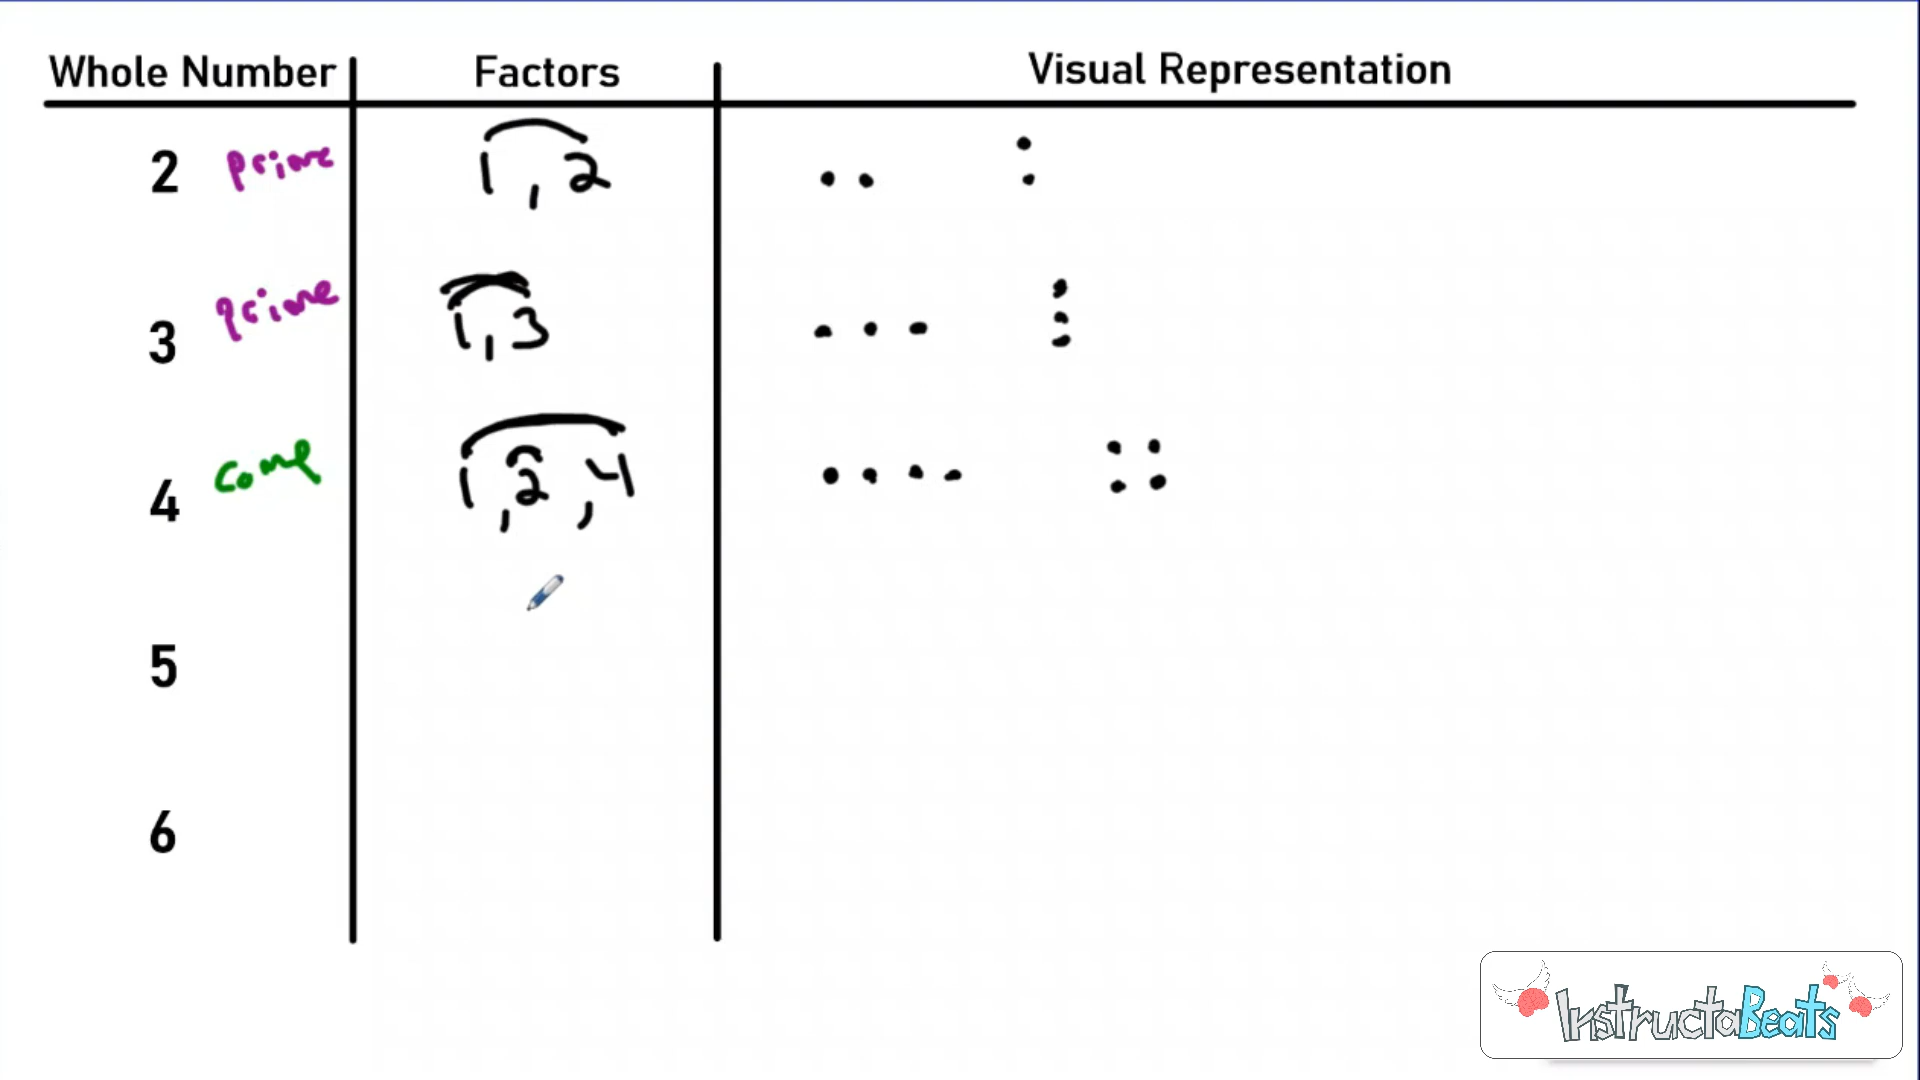 Whole Number Factors Visual Representation
2 prime 1, 2
3 prime 1, 3
4 comp 1, 2, 4
5
6
InstructaBeats